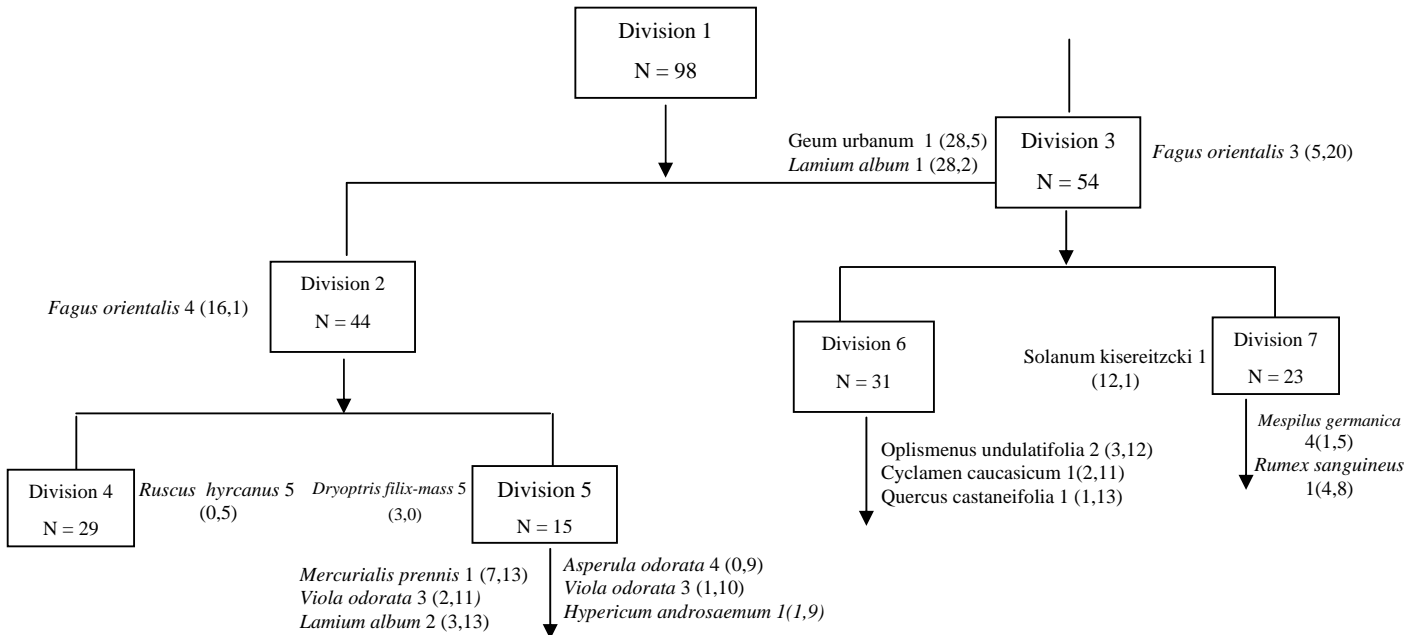 Division 1
N = 98
Geum urbanum 1 (28,5)
Lamium album 1 (28,2)
Division 3
N = 54
Fagus orientalis 3 (5,20)
Fagus orientalis 4 (16,1)
Division 2
N = 44
Division 6
N = 31
Solanum kisereitzcki 1
(12,1)
Division 7
N = 23
Division 4
N = 29
Ruscus hyrcanus 5
(0,5)
Dryoptris filix-mass 5
(3,0)
Division 5
N = 15
Oplismenus undulatifolia 2 (3,12)
Cyclamen caucasicum 1(2,11)
Quercus castaneifolia 1 (1,13)
Mespilus germanica
4(1,5)
Rumex sanguineus
1(4,8)
Mercurialis prennis 1 (7,13)
Viola odorata 3 (2,11)
Lamium album 2 (3,13)
Asperula odorata 4 (0,9)
Viola odorata 3 (1,10)
Hypericum androsaemum 1(1,9)